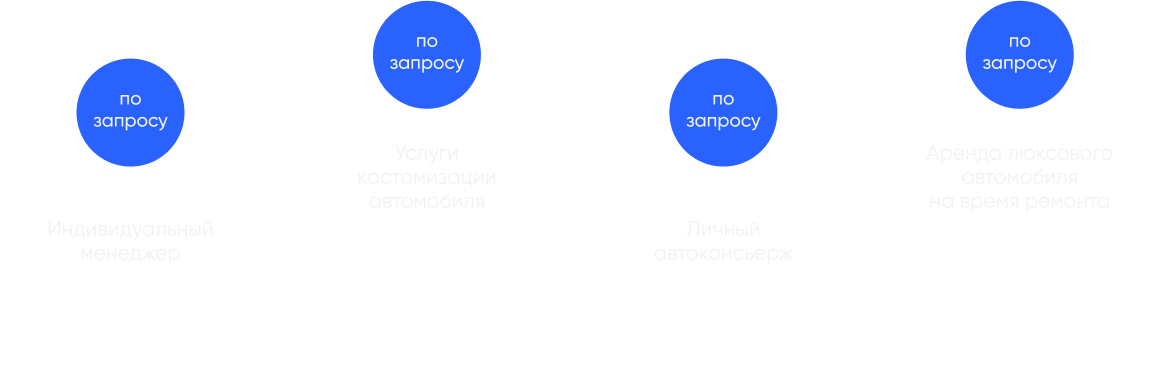 по
запросу
Индивидуальный
менеджер
по
запросу
Услуги
кастомизации
автомобиля
по
запросу
Личный
автоконсьерж
по
запросу
Аренда люксового
автомобиля
на время ремонта